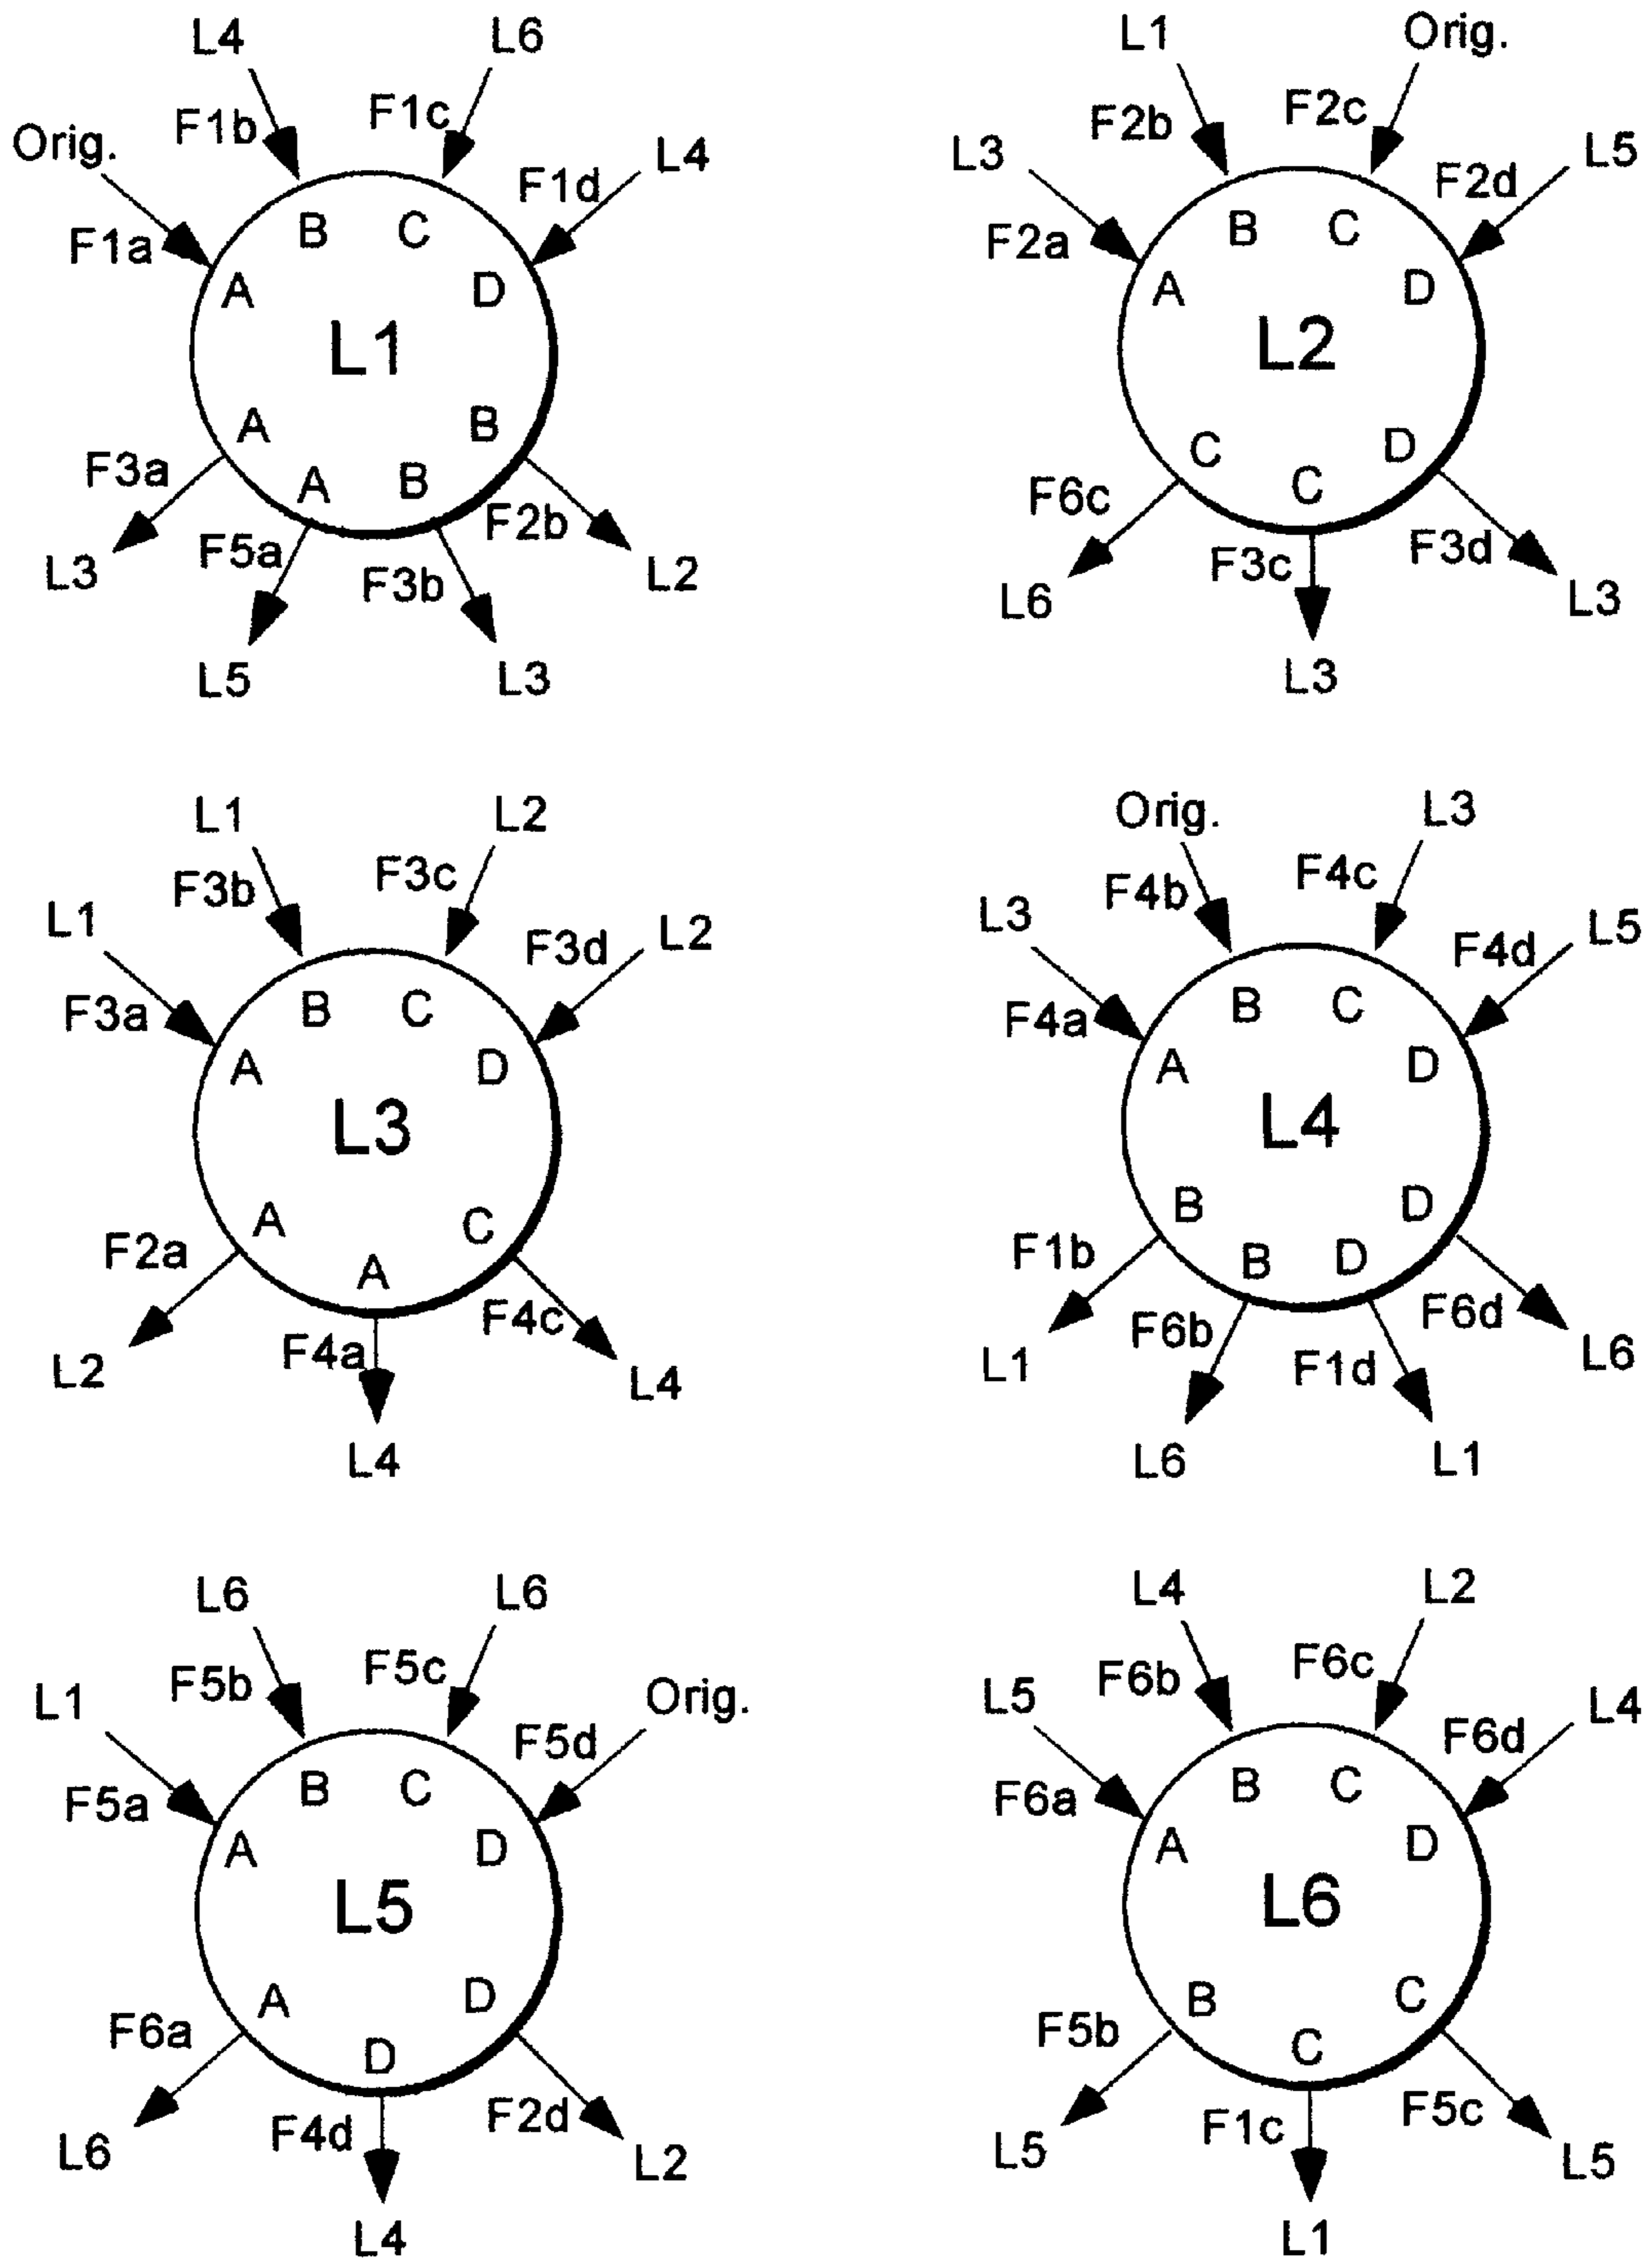 L4 L6
Orig. F1b F1c F1d L4
F1a A B C D
L1
F3a A A B B F2b
L3 F5a F3b L2
L5 L3
L1 Orig.
L3 F2b F2c F2d L5
F2a A B C D
L2
F6c C C D F3d
L6 F3c L3
L3
L1 L2
L1 F3b F3c F3d L2
F3a A B C D
L3
F2a A A C F4c
L2 F4a L4
L4
Orig. L3
L3 F4b F4c F4d L5
F4a A B C D
L4
F1b B B D D F6d
L1 F6b F1d L6
L6 L1
L6 L6
L1 F5b F5c F5d Orig.
F5a A B C D
L5
F6a A D D F2d
L6 F4d L2
L4
L4 L2
L5 F6b F6c F6d L4
F6a A B C D
L6
F5b B C C F5c
L5 F1c L5
L1